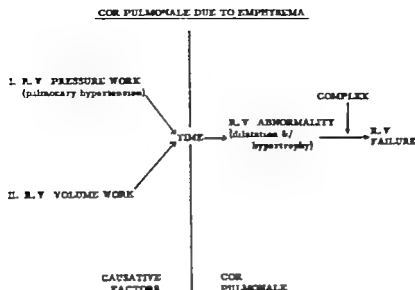 COR PULMONALE DUE TO EMPHYSEMA
I. R.V PRESSURE WORK
(pulmonary hypertension)
COMPLEX
TIME
R.V ABNORMALITY
(dilatation &/
hypertrophy)
R.V
FAILURE
II. R.V VOLUME WORK
CAUSATIVE
FACTORS
COR
PULMONALE